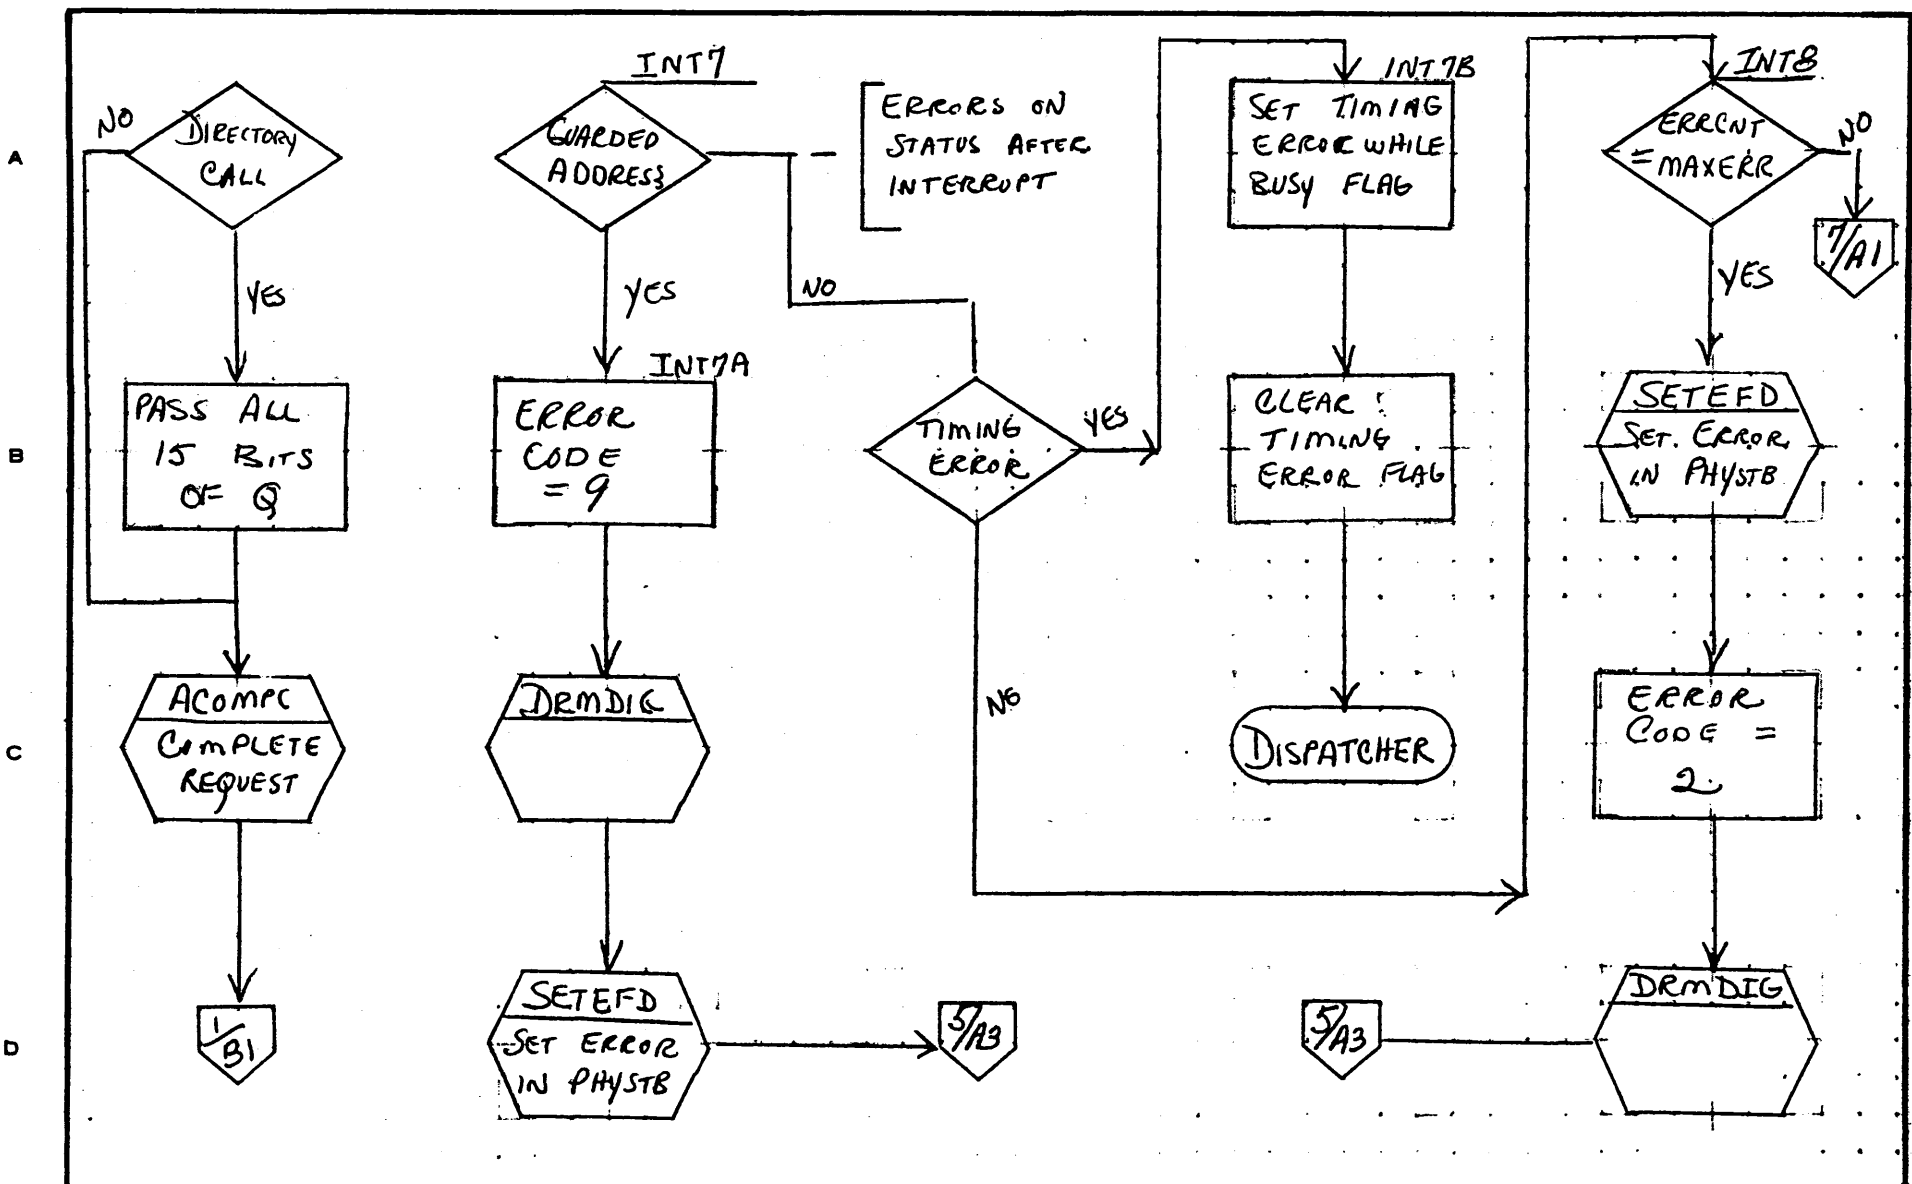 A
B
C
D
NO
DIRECTORY
CALL
YES
PASS ALL
15 BITS
OF Q
ACOMPC
COMPLETE
REQUEST
1/B1
INT7
GUARDED
ADDRESS
YES
NO
INT7A
ERROR
CODE
= 9
DRMDIG
SETEFD
SET ERROR
IN PHYSTB
5/A3
ERRORS ON
STATUS AFTER
INTERRUPT
TIMING
ERROR
YES
NO
INT7B
SET TIMING
ERROR WHILE
BUSY FLAG
CLEAR
TIMING
ERROR FLAG
DISPATCHER
INT8
ERRCNT
= MAXERR
NO
7/A1
YES
SETEFD
SET ERROR
IN PHYSTB
ERROR
CODE =
2
DRMDIG
5/A3